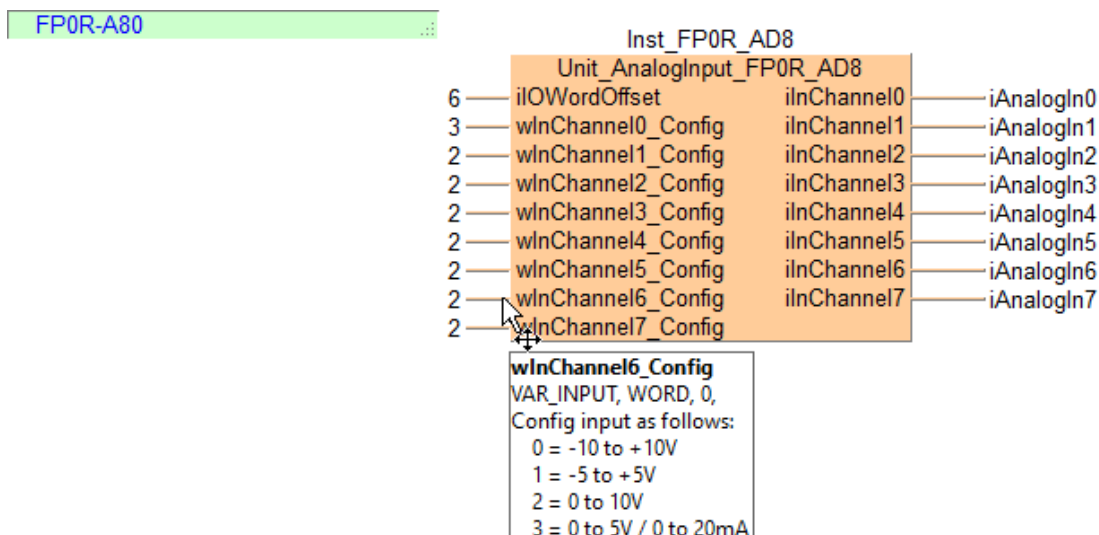 FP0R-A80
Inst_FP0R_AD8
Unit_AnalogInput_FP0R_AD8
6 iIOWordOffset iInChannel0 iAnalogIn0
3 wInChannel0_Config iInChannel1 iAnalogIn1
2 wInChannel1_Config iInChannel2 iAnalogIn2
2 wInChannel2_Config iInChannel3 iAnalogIn3
2 wInChannel3_Config iInChannel4 iAnalogIn4
2 wInChannel4_Config iInChannel5 iAnalogIn5
2 wInChannel5_Config iInChannel6 iAnalogIn6
2 wInChannel6_Config iInChannel7 iAnalogIn7
2 wInChannel7_Config
wInChannel6_Config
VAR_INPUT, WORD, 0,
Config input as follows:
0 = -10 to +10V
1 = -5 to +5V
2 = 0 to 10V
3 = 0 to 5V / 0 to 20mA